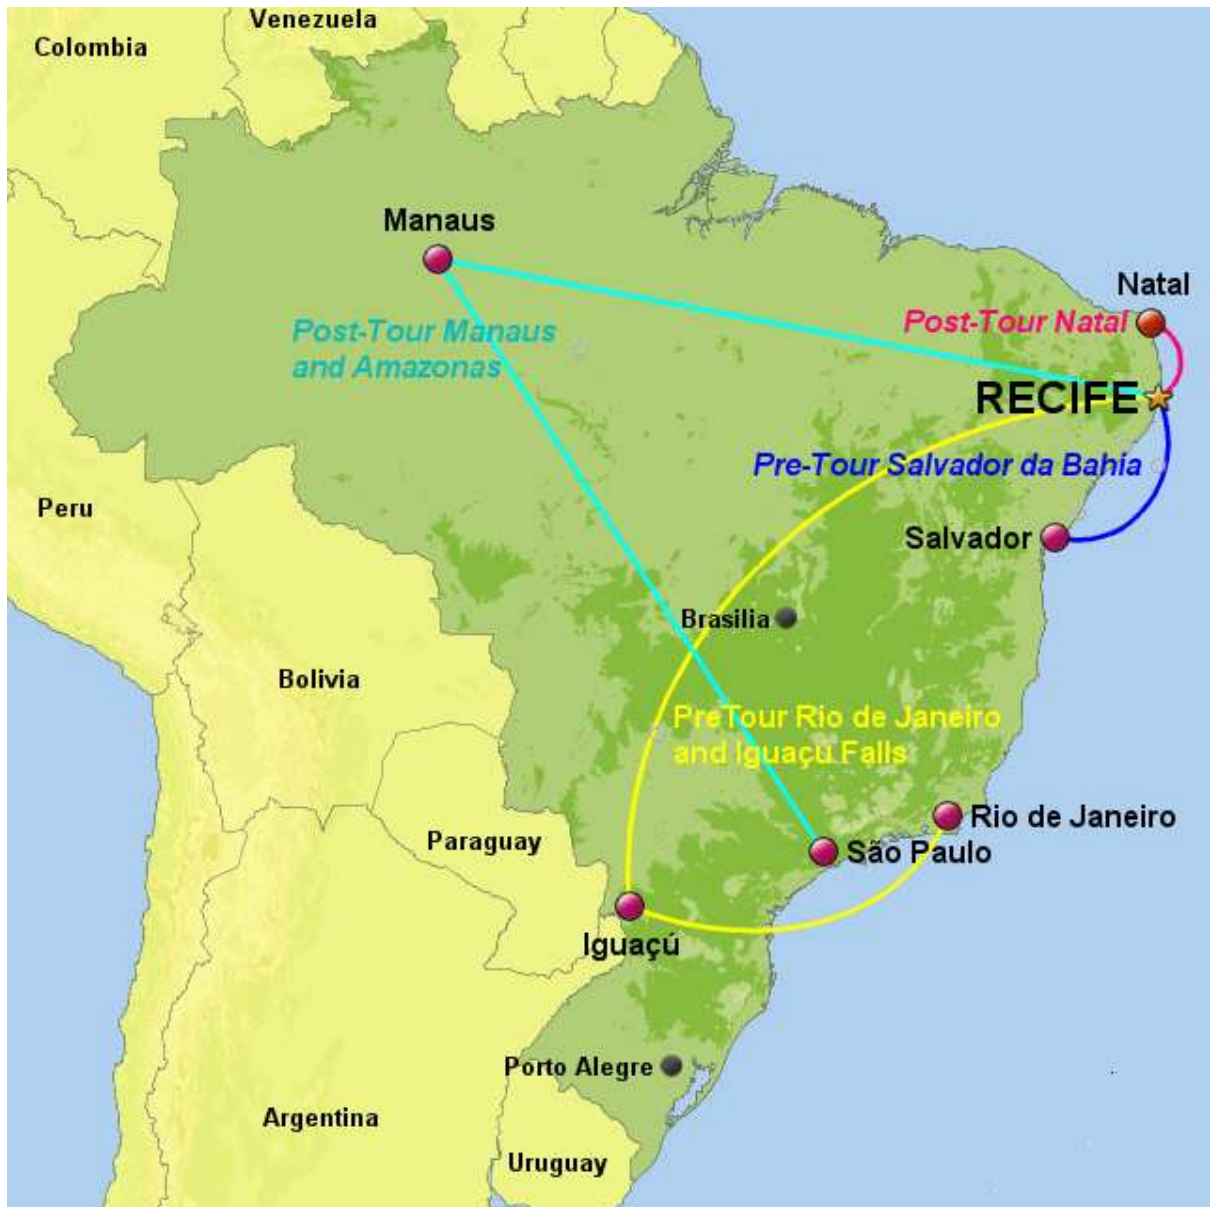 Venezuela
Colombia
Manaus
Natal
Post-Tour Natal
Post-Tour Manaus
and Amazonas
RECIFE
Pre-Tour Salvador da Bahia
Peru
Salvador
Brasilia
Bolivia
PreTour Rio de Janeiro
and Iguaçu Falls
Rio de Janeiro
Paraguay
São Paulo
Iguaçú
Porto Alegre
Argentina
Uruguay